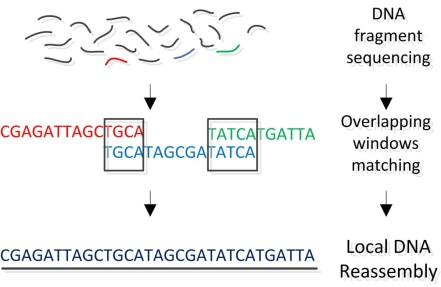 DNA
fragment
sequencing
CGAGATTAGCTGCA
TATCATGATTA
TGCATAGCGATATCA
Overlapping
windows
matching
CGAGATTAGCTGCATAGCGATATCATGATTA
Local DNA
Reassembly